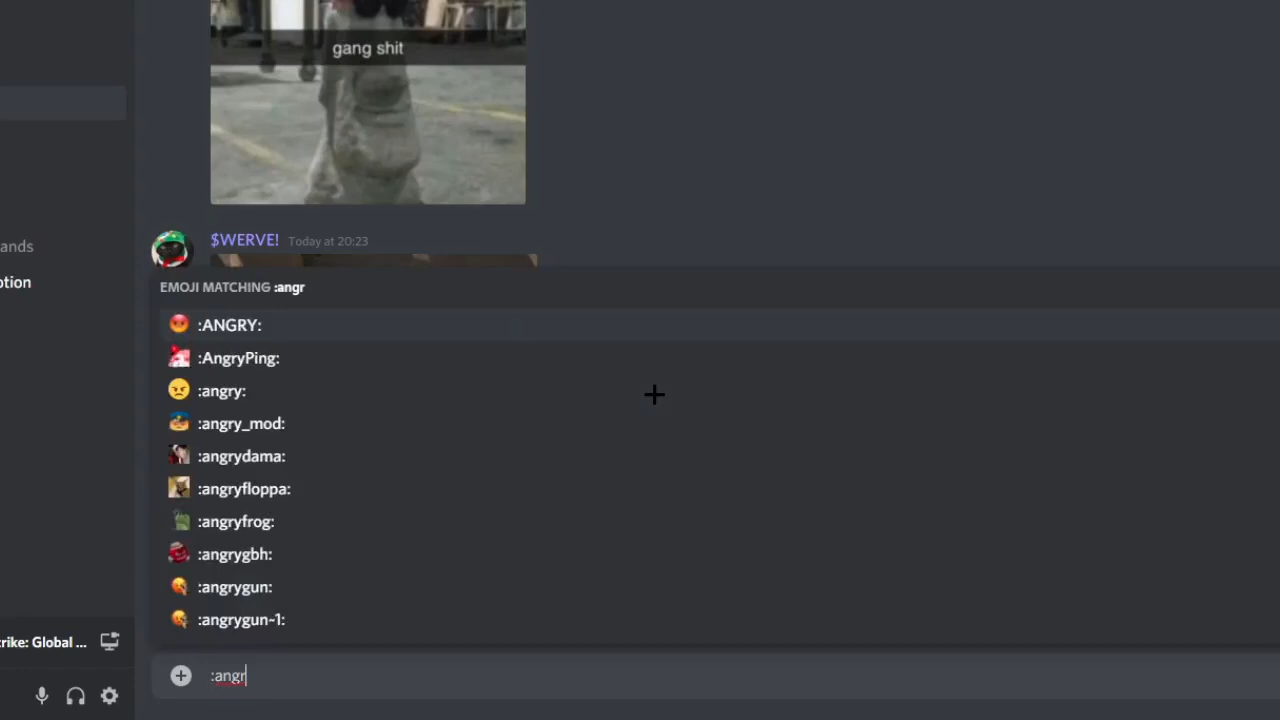 gang shit
$WERVE! Today at 20:23
ands
otion
EMOJI MATCHING :angr
:ANGRY:
:AngryPing:
:angry:
:angry_mod:
:angrydama:
:angryfloppa:
:angryfrog:
:angrygbh:
:angrygun:
:angrygun~1:
trike: Global ...
:angr